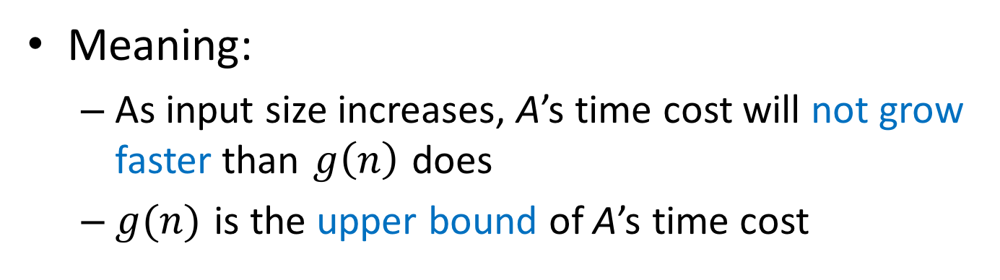 • Meaning:
– As input size increases, A’s time cost will not grow
faster than g(n) does
– g(n) is the upper bound of A’s time cost